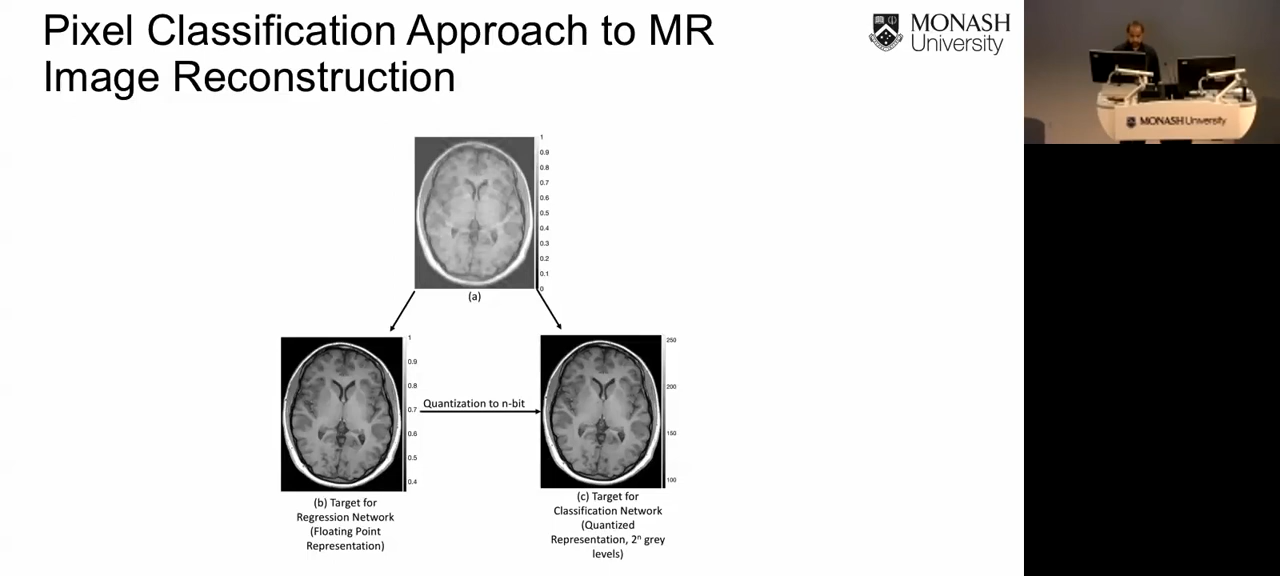 Pixel Classification Approach to MR
Image Reconstruction
MONASH
University
MONASH University
1
0.9
0.8
0.7
0.6
0.5
0.4
0.3
0.2
0.1
0
(a)
1
0.9
0.8
0.7
0.6
0.5
0.4
Quantization to n-bit
250
200
150
100
(b) Target for
Regression Network
(Floating Point
Representation)
(c) Target for
Classification Network
(Quantized
Representation, 2ⁿ grey
levels)